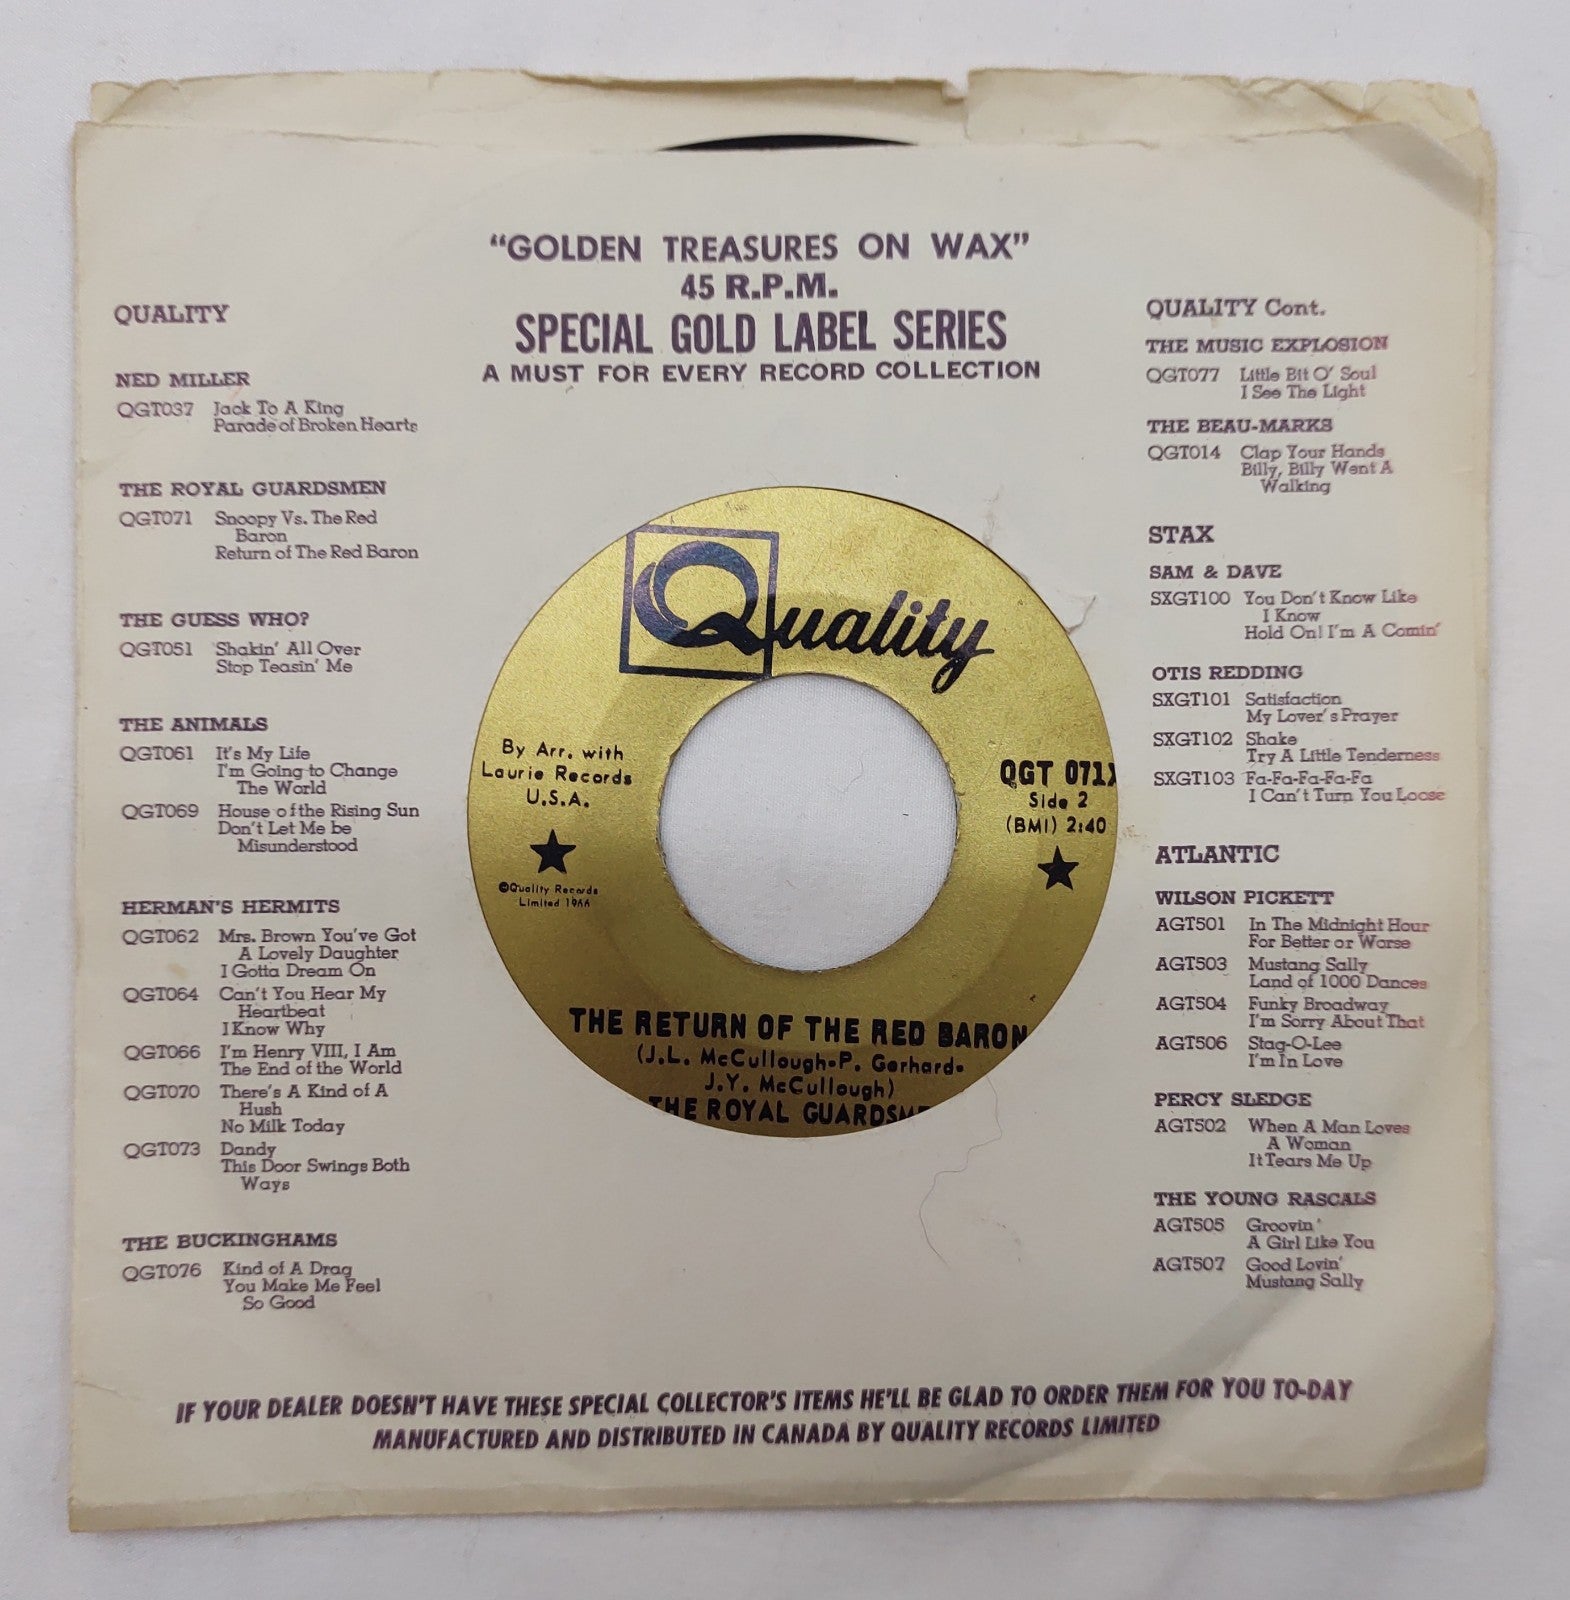 "GOLDEN TREASURES ON WAX"
45 R.P.M.
SPECIAL GOLD LABEL SERIES
A MUST FOR EVERY RECORD COLLECTION
QUALITY
NED MILLER
QGT037 Jack To A King
Parade of Broken Hearts
THE ROYAL GUARDSMEN
QGT071 Snoopy Vs. The Red
Baron
Return of The Red Baron
THE GUESS WHO?
QGT051 Shakin' All Over
Stop Teasin' Me
THE ANIMALS
QGT061 It's My Life
I'm Going to Change
The World
QGT069 House of the Rising Sun
Don't Let Me be
Misunderstood
HERMAN'S HERMITS
QGT062 Mrs. Brown You've Got
A Lovely Daughter
I Gotta Dream On
QGT064 Can't You Hear My
Heartbeat
I Know Why
QGT066 I'm Henry VIII, I Am
The End of the World
QGT070 There's A Kind of A
Hush
No Milk Today
QGT073 Dandy
This Door Swings Both
Ways
THE BUCKINGHAMS
QGT076 Kind of A Drag
You Make Me Feel
So Good
Quality
By Arr. with
Laurie Records
U.S.A.
©Quality Records
Limited 1966
QGT 071X
Side 2
(BMI) 2:40
THE RETURN OF THE RED BARON
(J.L. McCullough-P. Gerhard-
J.Y. McCullough)
THE ROYAL GUARDSME
QUALITY Cont.
THE MUSIC EXPLOSION
QGT077 Little Bit O' Soul
I See The Light
THE BEAU-MARKS
QGT014 Clap Your Hands
Billy, Billy Went A
Walking
STAX
SAM & DAVE
SXGT100 You Don't Know Like
I Know
Hold On! I'm A Comin'
OTIS REDDING
SXGT101 Satisfaction
My Lover's Prayer
SXGT102 Shake
Try A Little Tenderness
SXGT103 Fa-Fa-Fa-Fa-Fa
I Can't Turn You Loose
ATLANTIC
WILSON PICKETT
AGT501 In The Midnight Hour
For Better or Worse
AGT503 Mustang Sally
Land of 1000 Dances
AGT504 Funky Broadway
I'm Sorry About That
AGT506 Stag-O-Lee
I'm In Love
PERCY SLEDGE
AGT502 When A Man Loves
A Woman
It Tears Me Up
THE YOUNG RASCALS
AGT505 Groovin'
A Girl Like You
AGT507 Good Lovin'
Mustang Sally
IF YOUR DEALER DOESN'T HAVE THESE SPECIAL COLLECTOR'S ITEMS HE'LL BE GLAD TO ORDER THEM FOR YOU TO-DAY
MANUFACTURED AND DISTRIBUTED IN CANADA BY QUALITY RECORDS LIMITED